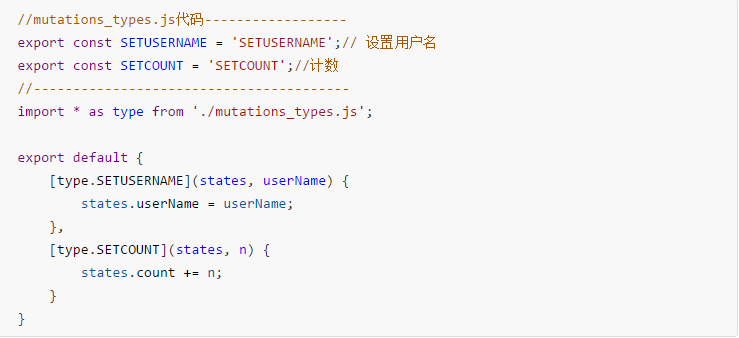 //mutations_types.js代码------------------
export const SETUSERNAME = 'SETUSERNAME';// 设置用户名
export const SETCOUNT = 'SETCOUNT';//计数
//----------------------------------------
import * as type from './mutations_types.js';

export default {
    [type.SETUSERNAME](states, userName) {
        states.userName = userName;
    },
    [type.SETCOUNT](states, n) {
        states.count += n;
    }
}